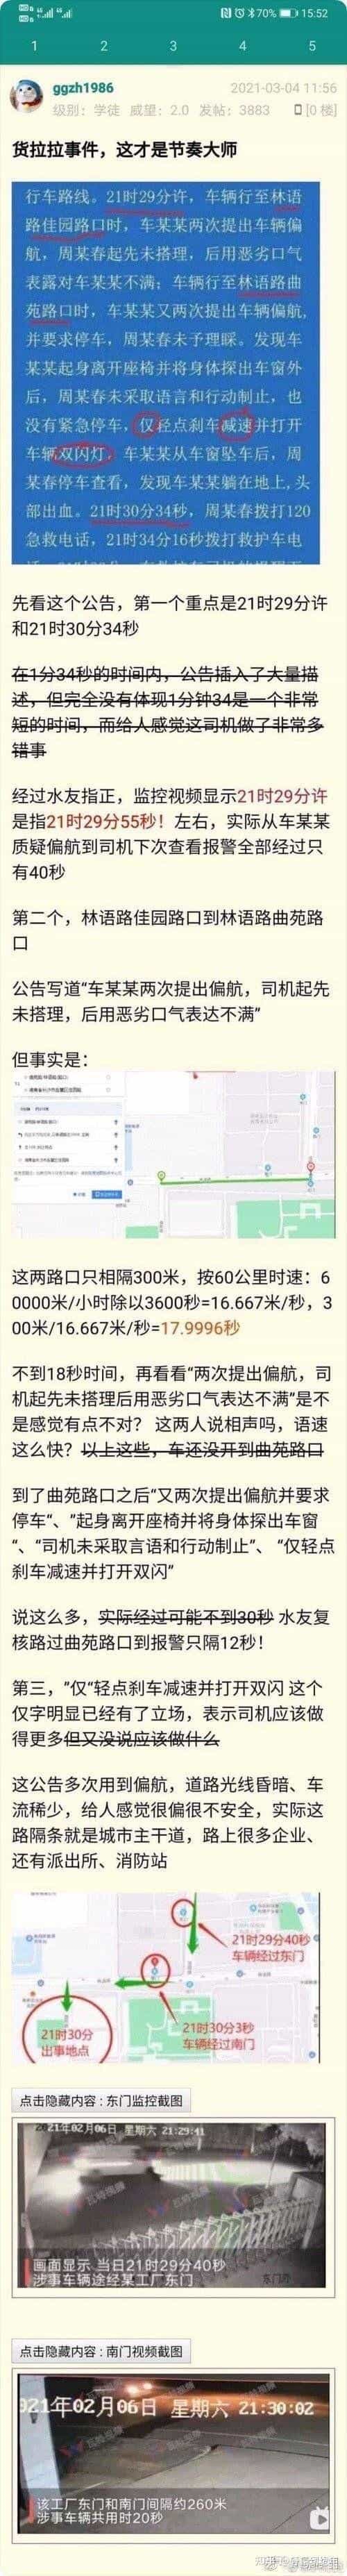 70% 15:52
1 2 3 4 5
ggzh1986 2021-03-04 11:56
级别：学徒 威望：2.0 发帖：3883 [0 楼]
货拉拉事件，这才是节奏大师
行车路线。21时29分许，车辆行至林语
路佳园路口时，车某某两次提出车辆偏
航，周某春起先未搭理，后用恶劣口气
表露对车某某不满；车辆行至林语路曲
苑路口时，车某某又两次提出车辆偏航，
并要求停车，周某春未予理睬。发现车
某某起身离开座椅并将身体探出车窗外
后，周某春未采取语言和行动制止，也
没有紧急停车，仅轻点刹车减速并打开
车辆双闪灯。车某某从车窗坠车后，周
某春停车查看，发现车某某躺在地上，头
部出血。21时30分34秒，周某春拨打120
急救电话，21时34分16秒拨打救护车电
先看这个公告，第一个重点是21时29分许
和21时30分34秒
在1分34秒的时间内，公告插入了大量描
述，但完全没有体现1分钟34是一个非常
短的时间，而给人感觉这司机做了非常多
错事
经过水友指正，监控视频显示21时29分许
是指21时29分55秒！左右，实际从车某某
质疑偏航到司机下次查看报警全部经过只
有40秒
第二个，林语路佳园路口到林语路曲苑路
口
公告写道“车某某两次提出偏航，司机起先
未搭理，后用恶劣口气表达不满”
但事实是：
这两路口只相隔300米，按60公里时速：6
0000米/小时除以3600秒=16.667米/秒，3
00米/16.667米/秒=17.9996秒
不到18秒时间，再看看“两次提出偏航，司
机起先未搭理后用恶劣口气表达不满”是不
是感觉有点不对？ 这两人说相声吗，语速
这么快？以上这些，车还没开到曲苑路口
到了曲苑路口之后“又两次提出偏航并要求
停车“、”起身离开座椅并将身体探出车窗
“、“司机未采取言语和行动制止”、 “仅轻点
刹车减速并打开双闪”
说这么多，实际经过可能不到30秒 水友复
核路过曲苑路口到报警只隔12秒！
第三，”仅“轻点刹车减速并打开双闪 这个
仅字明显已经有了立场，表示司机应该做
得更多但又没说应该做什么
这公告多次用到偏航，道路光线昏暗、车
流稀少，给人感觉很偏很不安全，实际这
路隔条就是城市主干道，路上很多企业、
还有派出所、消防站
21时29分40秒
车辆经过东门
21时30分3秒
车辆经过南门
21时30分
出事地点
点击隐藏内容：东门监控截图
2021年02月06日 星期六 21:29:41
画面显示 当日21时29分40秒
涉事车辆途经某工厂东门
点击隐藏内容：南门视频截图
021年02月06日 星期六 21:30:02
该工厂东门和南门间隔约260米
涉事车辆共用时20秒